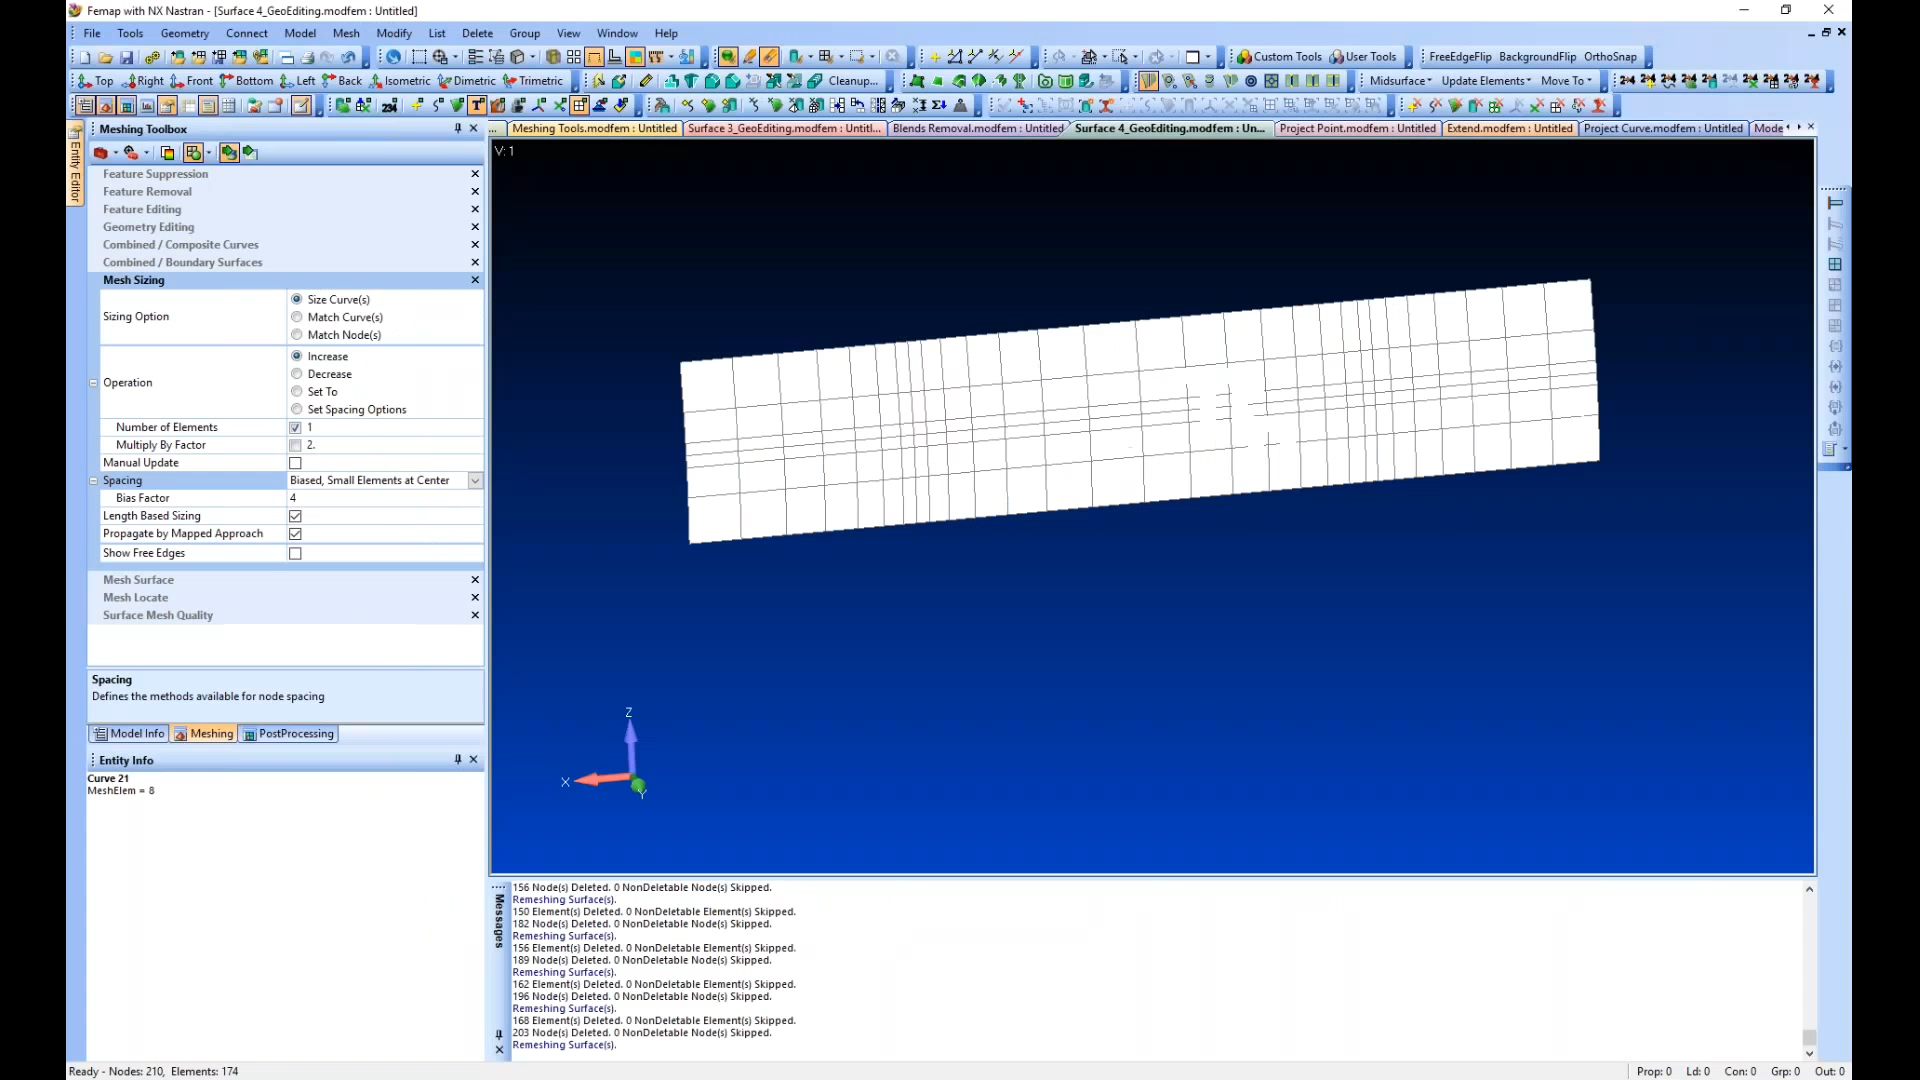 Femap with NX Nastran - [Surface 4_GeoEditing.modfem : Untitled]
File Tools Geometry Connect Model Mesh Modify List Delete Group View Window Help
Custom Tools User Tools FreeEdgeFlip BackgroundFlip OrthoSnap
Top Right Front Bottom Left Back Isometric Dimetric Trimetric Cleanup... Midsurface Update Elements Move To
Meshing Toolbox
... Meshing Tools.modfem : Untitled Surface 3_GeoEditing.modfem : Untitl... Blends Removal.modfem : Untitled Surface 4_GeoEditing.modfem : Un... Project Point.modfem : Untitled Extend.modfem : Untitled Project Curve.modfem : Untitled Mode
Entity Editor
V: 1
Feature Suppression
Feature Removal
Feature Editing
Geometry Editing
Combined / Composite Curves
Combined / Boundary Surfaces
Mesh Sizing
Sizing Option
Size Curve(s)
Match Curve(s)
Match Node(s)
Operation
Increase
Decrease
Set To
Set Spacing Options
Number of Elements 1
Multiply By Factor 2.
Manual Update
Spacing Biased, Small Elements at Center
Bias Factor 4
Length Based Sizing
Propagate by Mapped Approach
Show Free Edges
Mesh Surface
Mesh Locate
Surface Mesh Quality
Spacing
Defines the methods available for node spacing
Model Info Meshing PostProcessing
Entity Info
Curve 21
MeshElem = 8
Z
X
Y
Messages
156 Node(s) Deleted. 0 NonDeletable Node(s) Skipped.
Remeshing Surface(s).
150 Element(s) Deleted. 0 NonDeletable Element(s) Skipped.
182 Node(s) Deleted. 0 NonDeletable Node(s) Skipped.
Remeshing Surface(s).
156 Element(s) Deleted. 0 NonDeletable Element(s) Skipped.
189 Node(s) Deleted. 0 NonDeletable Node(s) Skipped.
Remeshing Surface(s).
162 Element(s) Deleted. 0 NonDeletable Element(s) Skipped.
196 Node(s) Deleted. 0 NonDeletable Node(s) Skipped.
Remeshing Surface(s).
168 Element(s) Deleted. 0 NonDeletable Element(s) Skipped.
203 Node(s) Deleted. 0 NonDeletable Node(s) Skipped.
Remeshing Surface(s).
Ready - Nodes: 210, Elements: 174
Prop: 0 Ld: 0 Con: 0 Grp: 0 Out: 0